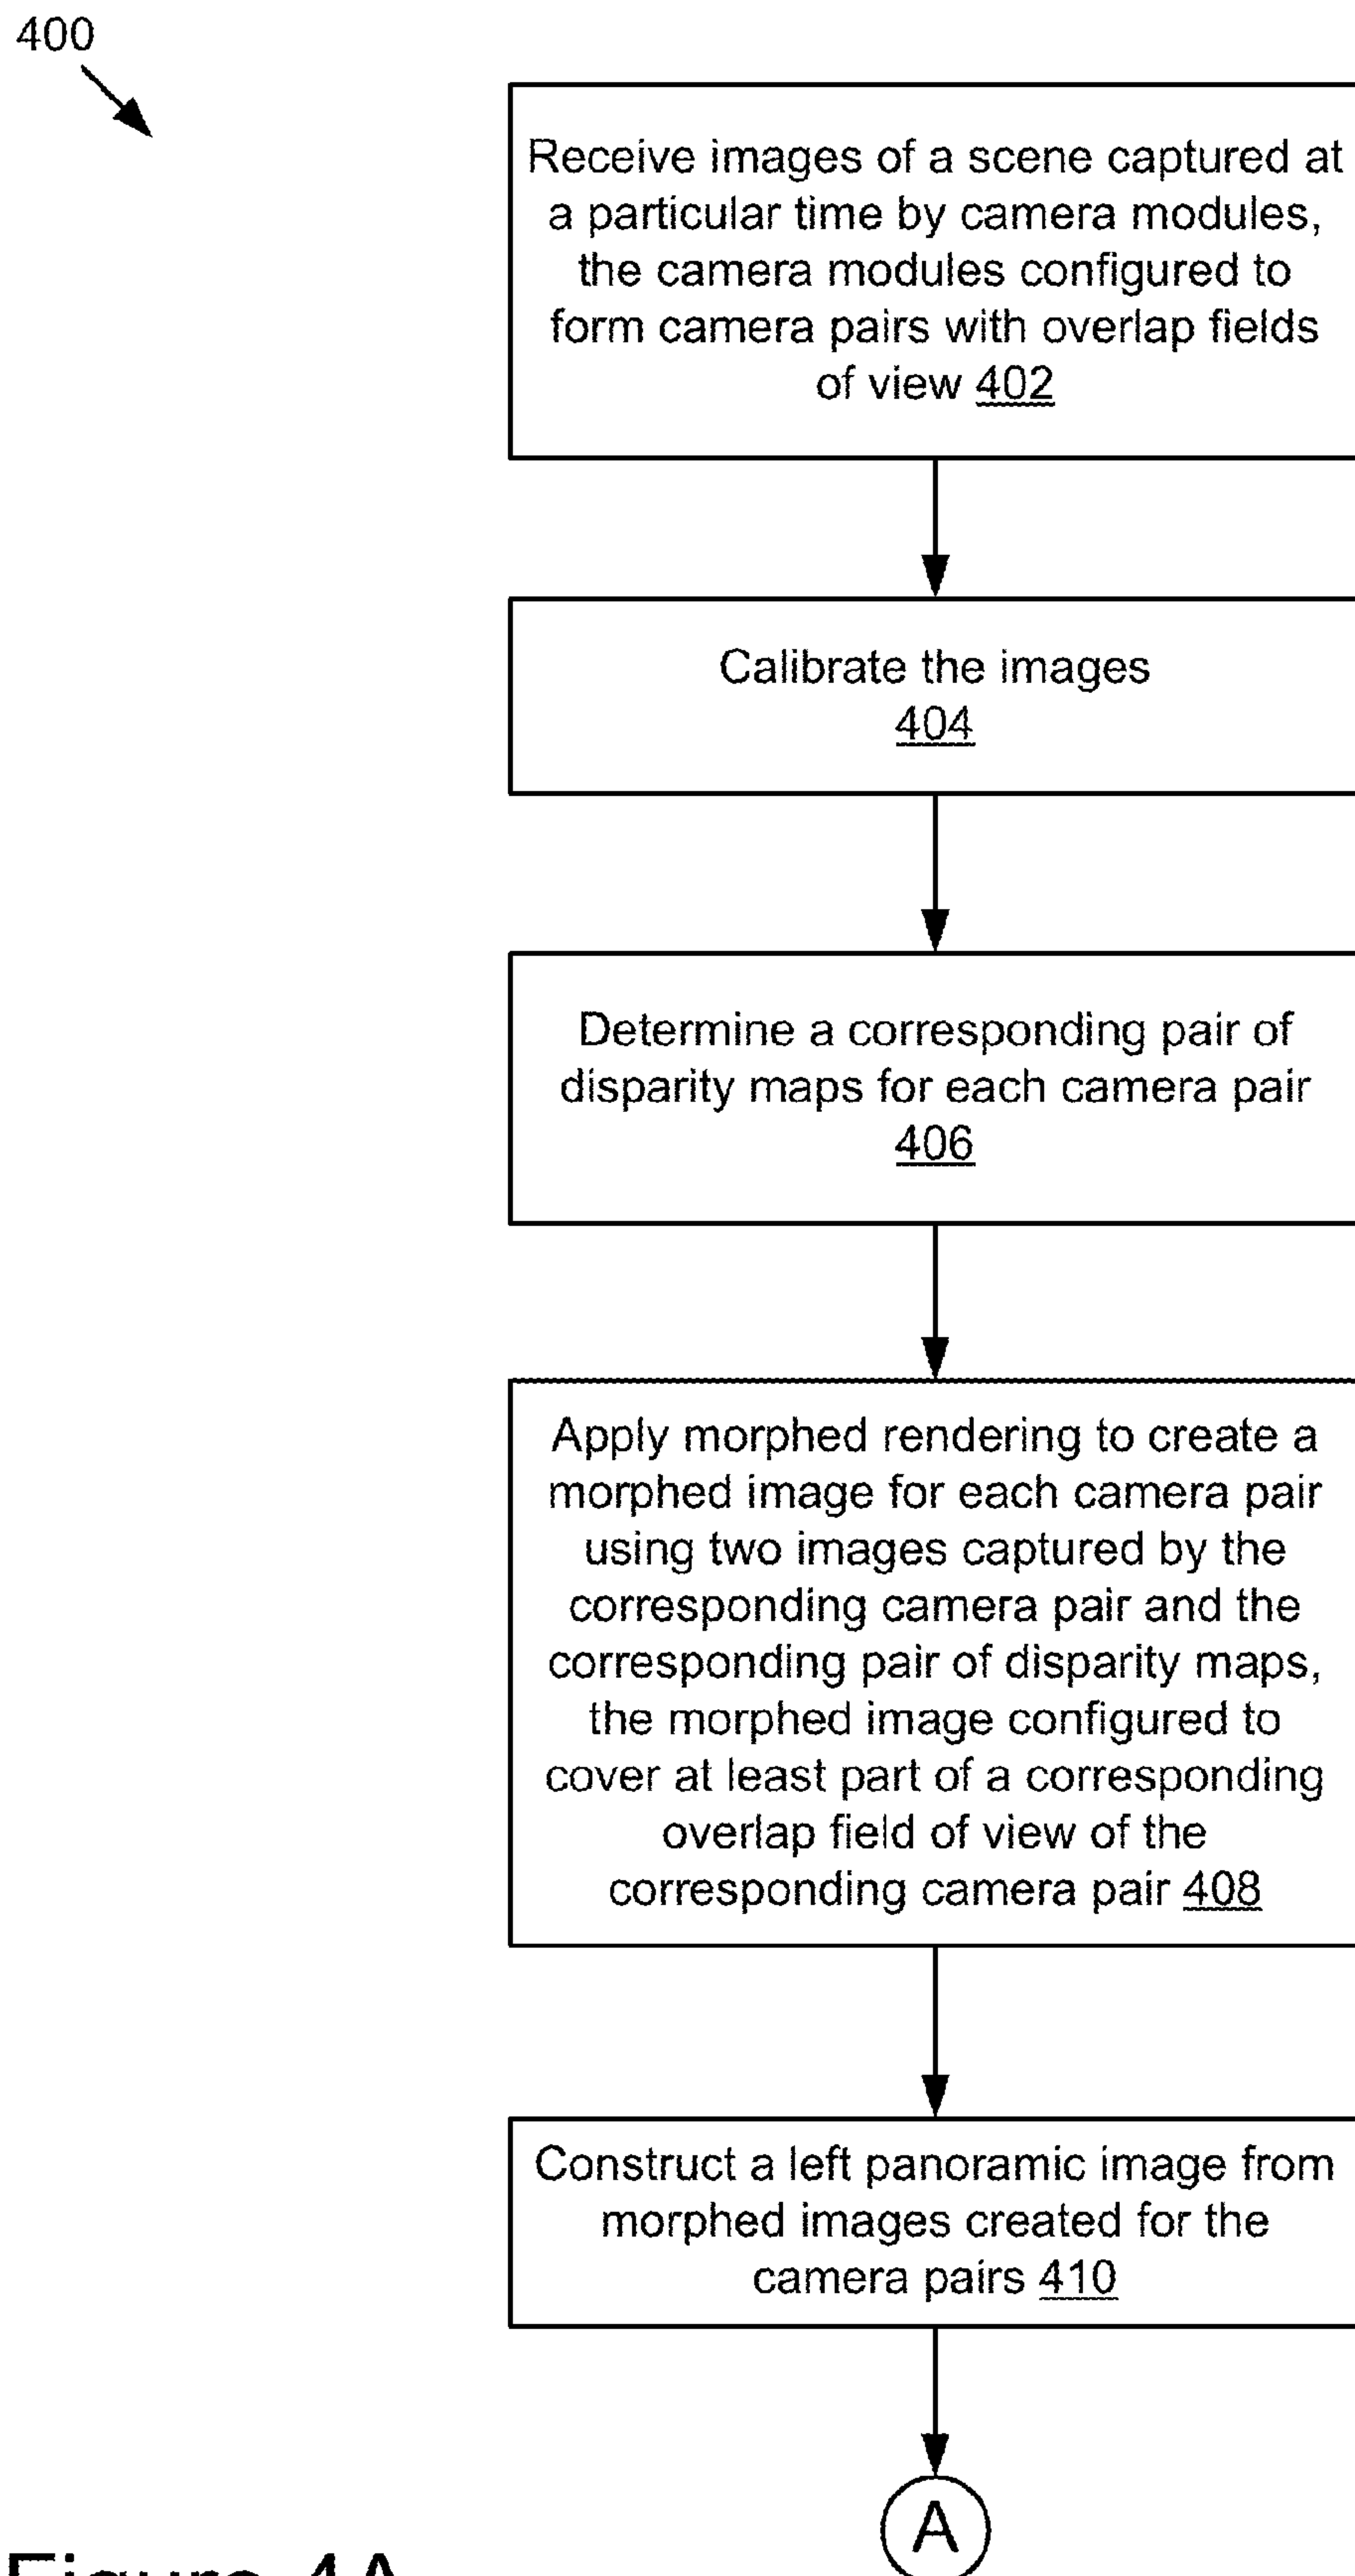 400
Receive images of a scene captured at
a particular time by camera modules,
the camera modules configured to
form camera pairs with overlap fields
of view 402
Calibrate the images
404
Determine a corresponding pair of
disparity maps for each camera pair
406
Apply morphed rendering to create a
morphed image for each camera pair
using two images captured by the
corresponding camera pair and the
corresponding pair of disparity maps,
the morphed image configured to
cover at least part of a corresponding
overlap field of view of the
corresponding camera pair 408
Construct a left panoramic image from
morphed images created for the
camera pairs 410
A
Figure 4A